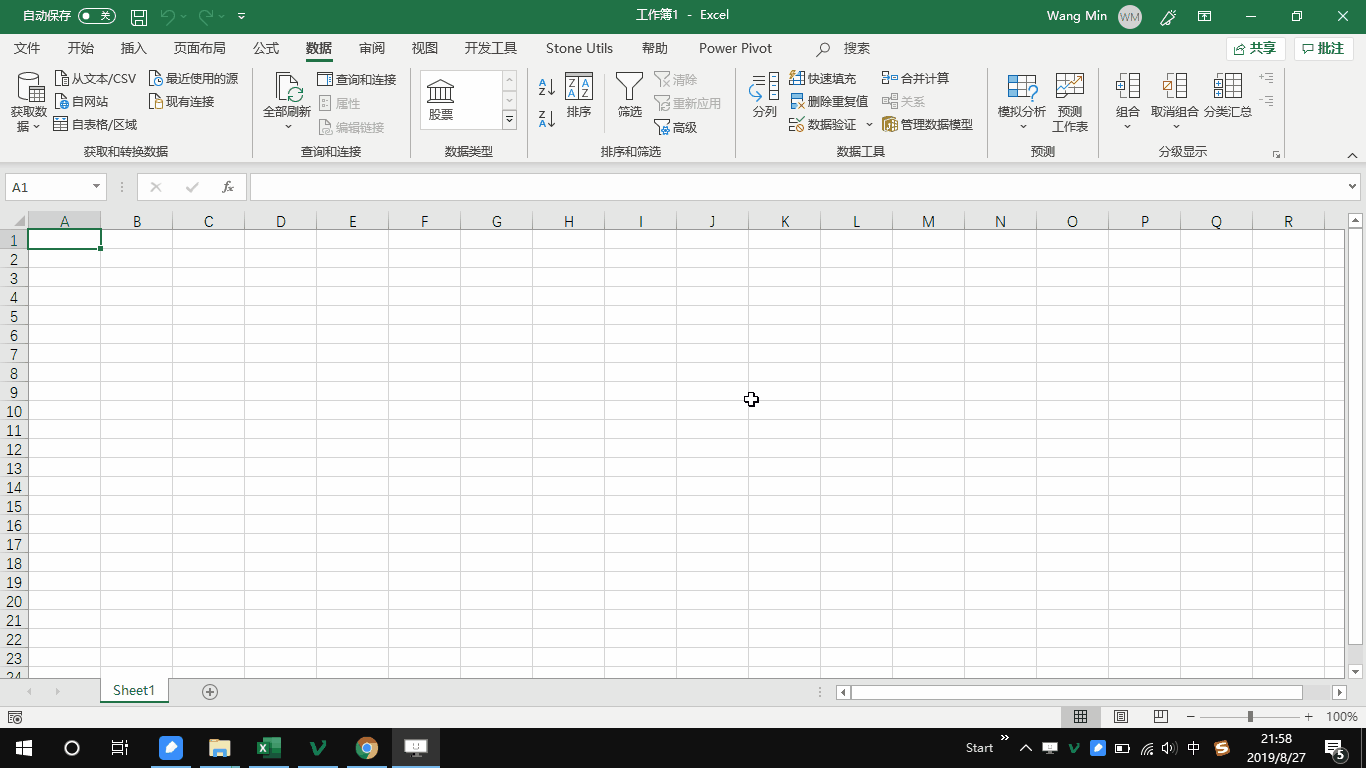 自动保存 关 工作簿1 - Excel Wang Min WM
文件 开始 插入 页面布局 公式 数据 审阅 视图 开发工具 Stone Utils 帮助 Power Pivot 搜索 共享 批注
获取数据
从文本/CSV
自网站
自表格/区域
最近使用的源
现有连接
获取和转换数据
全部刷新
查询和连接
属性
编辑链接
查询和连接
股票
数据类型
排序
筛选
清除
重新应用
高级
排序和筛选
分列
快速填充
删除重复值
数据验证
合并计算
关系
管理数据模型
数据工具
模拟分析
预测
工作表
预测
组合
取消组合
分类汇总
分级显示
A1 fx
A B C D E F G H I J K L M N O P Q R
1
2
3
4
5
6
7
8
9
10
11
12
13
14
15
16
17
18
19
20
21
22
23
24
Sheet1
100%
Start 中 21:58
2019/8/27 5